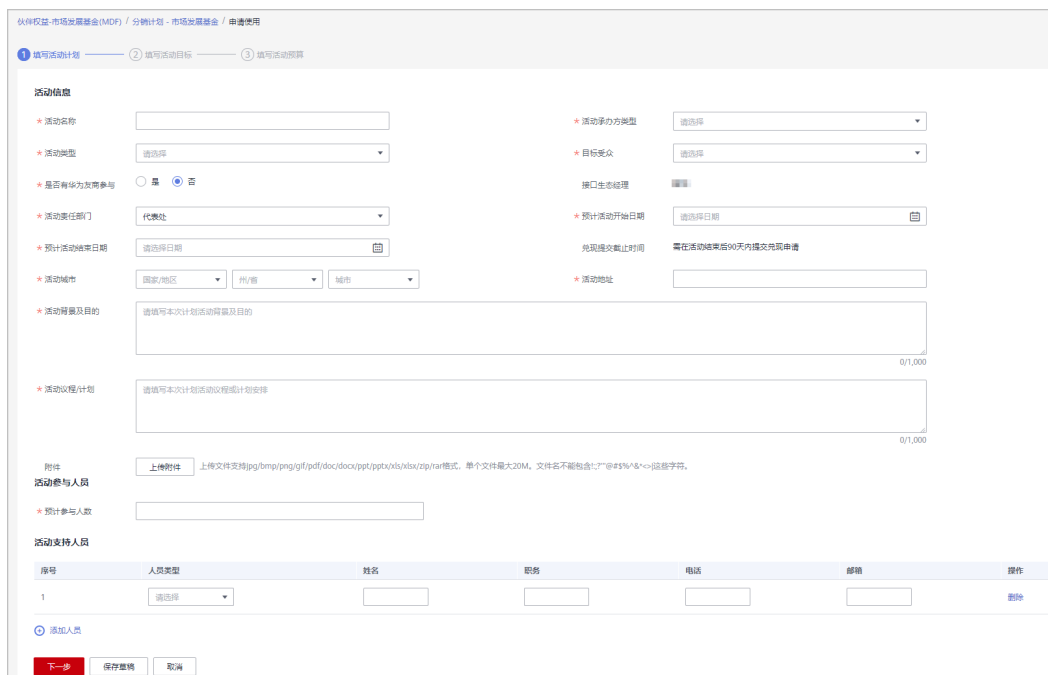 伙伴权益-市场发展基金(MDF) / 分销计划 - 市场发展基金 / 申请使用
1 填写活动计划 2 填写活动目标 3 填写活动预算
活动信息
* 活动名称 * 活动承办方类型 请选择
* 活动类型 请选择 * 目标受众 请选择
* 是否有华为友商参与 是 否 接口生态经理
* 活动责任部门 代表处 * 预计活动开始日期 请选择日期
* 预计活动结束日期 请选择日期 兑现提交截止时间 需在活动结束后90天内提交兑现申请
* 活动城市 国家/地区 州/省 城市 * 活动地址
* 活动背景及目的 请填写本次计划活动背景及目的
0/1,000
* 活动议程/计划 请填写本次计划活动议程或计划安排
0/1,000
附件 上传附件 上传文件支持jpg/bmp/png/gif/pdf/doc/docx/ppt/pptx/xls/xlsx/zip/rar格式，单个文件最大20M。文件名不能包含!:;?'"@#$%^&*<>|这些字符。
活动参与人员
* 预计参与人数
活动支持人员
序号 人员类型 姓名 职务 电话 邮箱 操作
1 请选择 删除
添加人员
下一步 保存草稿 取消